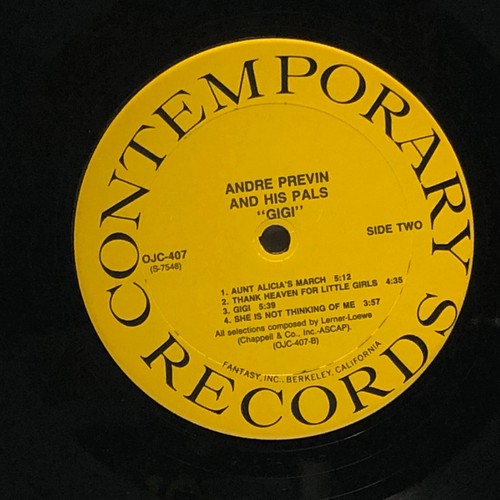 CONTEMPORARY RECORDS
ANDRE PREVIN
AND HIS PALS
"GIGI"
SIDE TWO
OJC-407
(S-7548)
1. AUNT ALICIA'S MARCH 5:12
2. THANK HEAVEN FOR LITTLE GIRLS 4:35
3. GIGI 5:39
4. SHE IS NOT THINKING OF ME 3:57
All selections composed by Lerner-Loewe
(Chappell & Co., Inc.-ASCAP).
(OJC-407-B)
FANTASY, INC., BERKELEY, CALIFORNIA